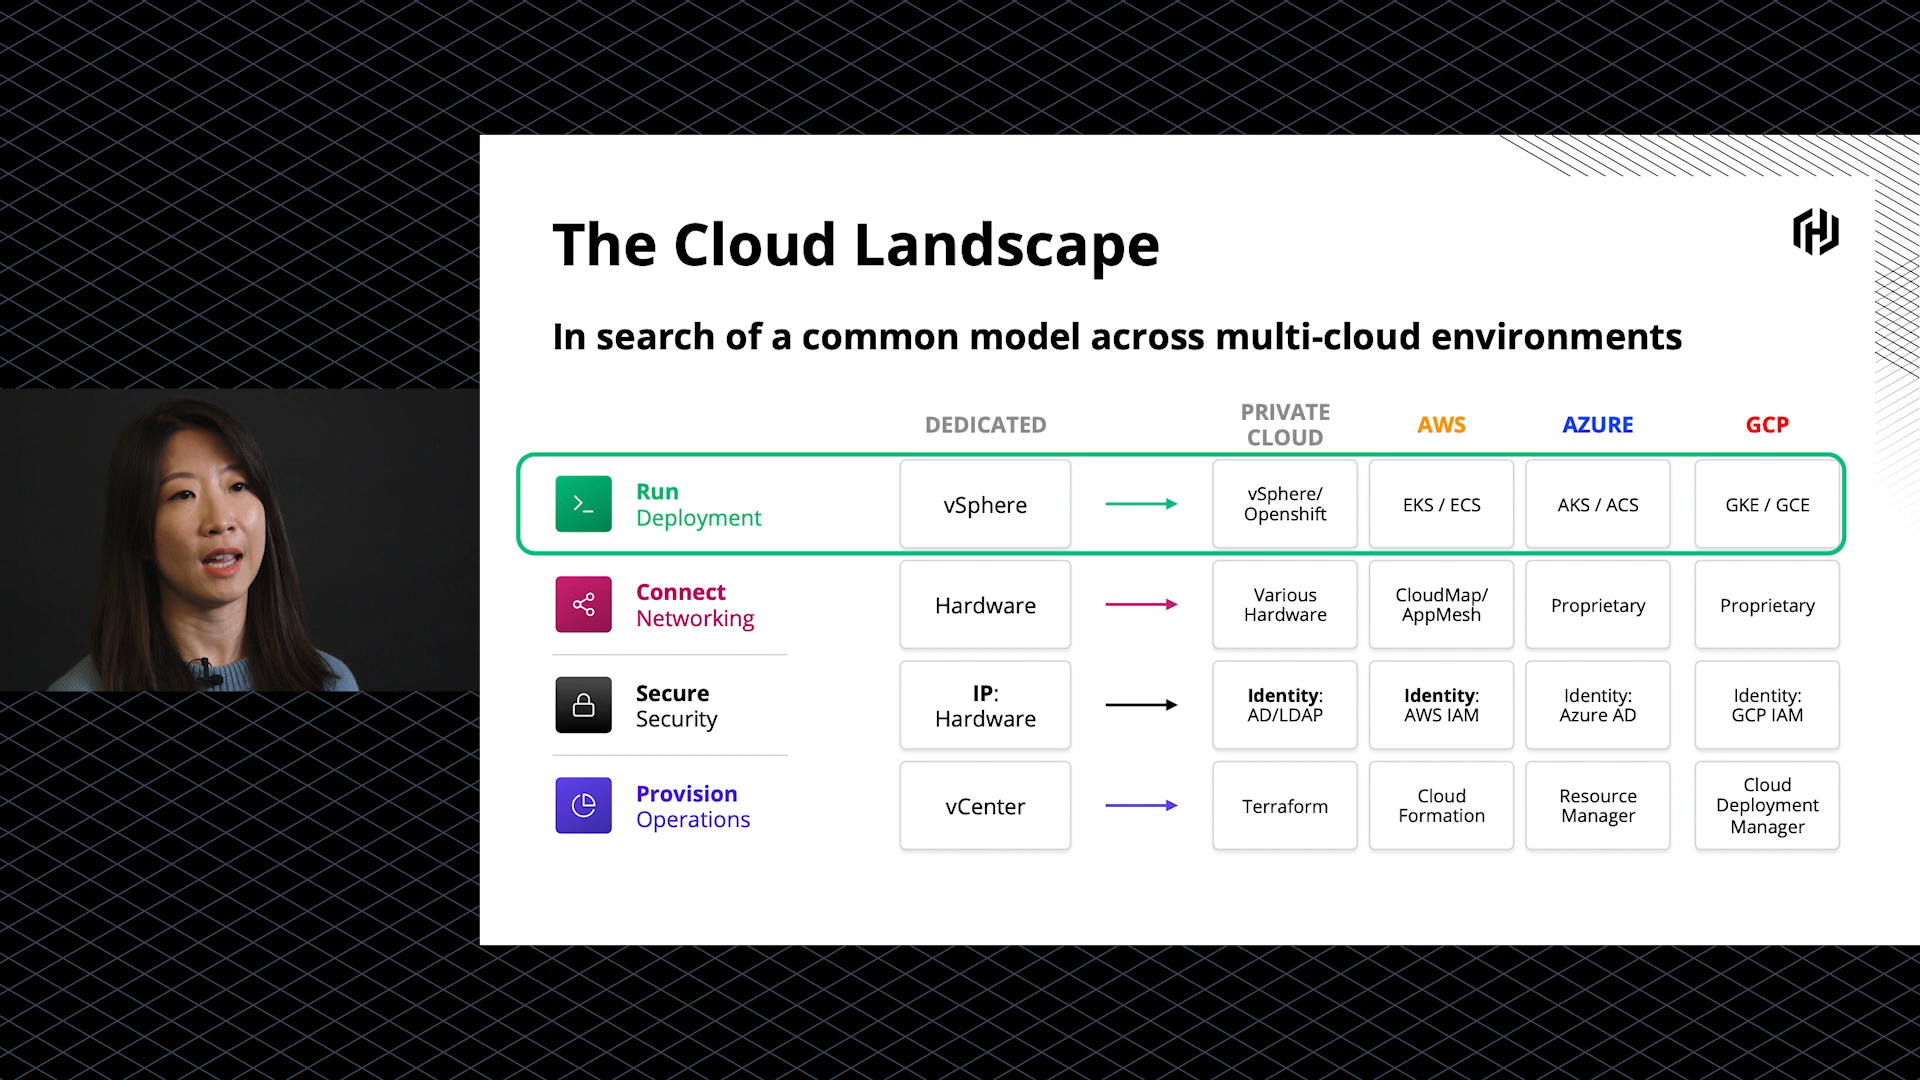 The Cloud Landscape
In search of a common model across multi-cloud environments
DEDICATED
PRIVATE
CLOUD
AWS
AZURE
GCP
Run
Deployment
vSphere
vSphere/
Openshift
EKS / ECS
AKS / ACS
GKE / GCE
Connect
Networking
Hardware
Various
Hardware
CloudMap/
AppMesh
Proprietary
Proprietary
Secure
Security
IP:
Hardware
Identity:
AD/LDAP
Identity:
AWS IAM
Identity:
Azure AD
Identity:
GCP IAM
Provision
Operations
vCenter
Terraform
Cloud
Formation
Resource
Manager
Cloud
Deployment
Manager